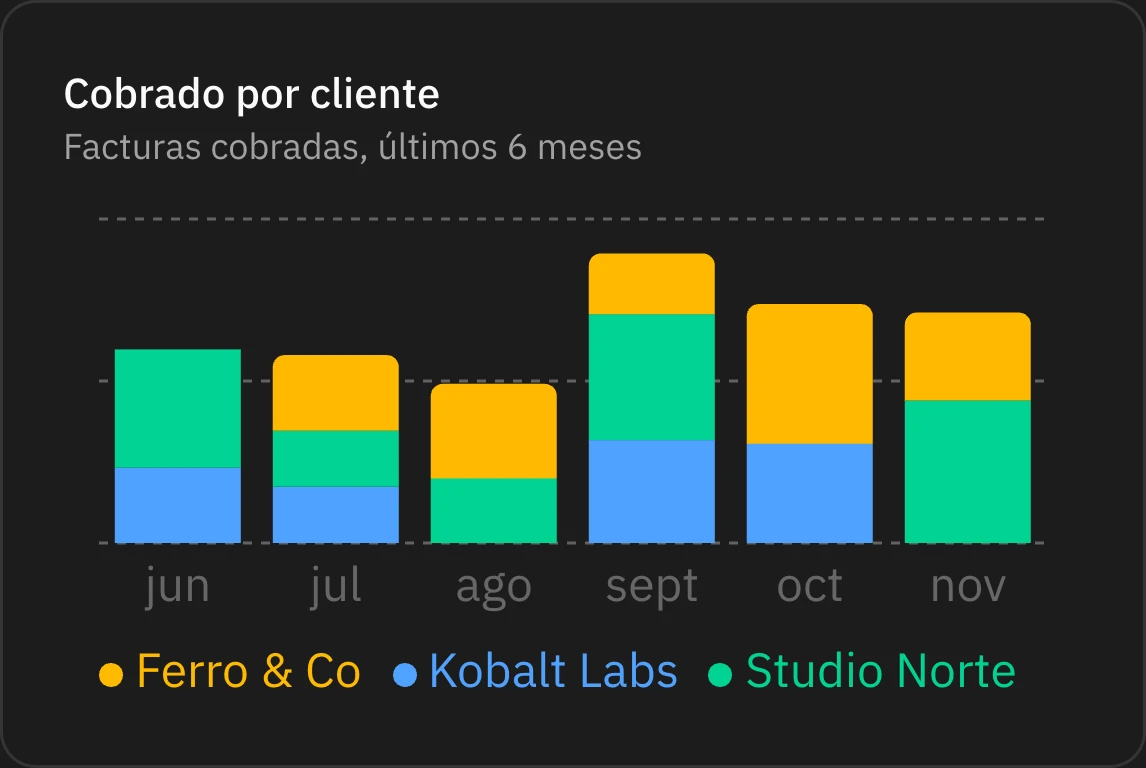 Cobrado por cliente
Facturas cobradas, últimos 6 meses
jun jul ago sept oct nov
Ferro & Co Kobalt Labs Studio Norte